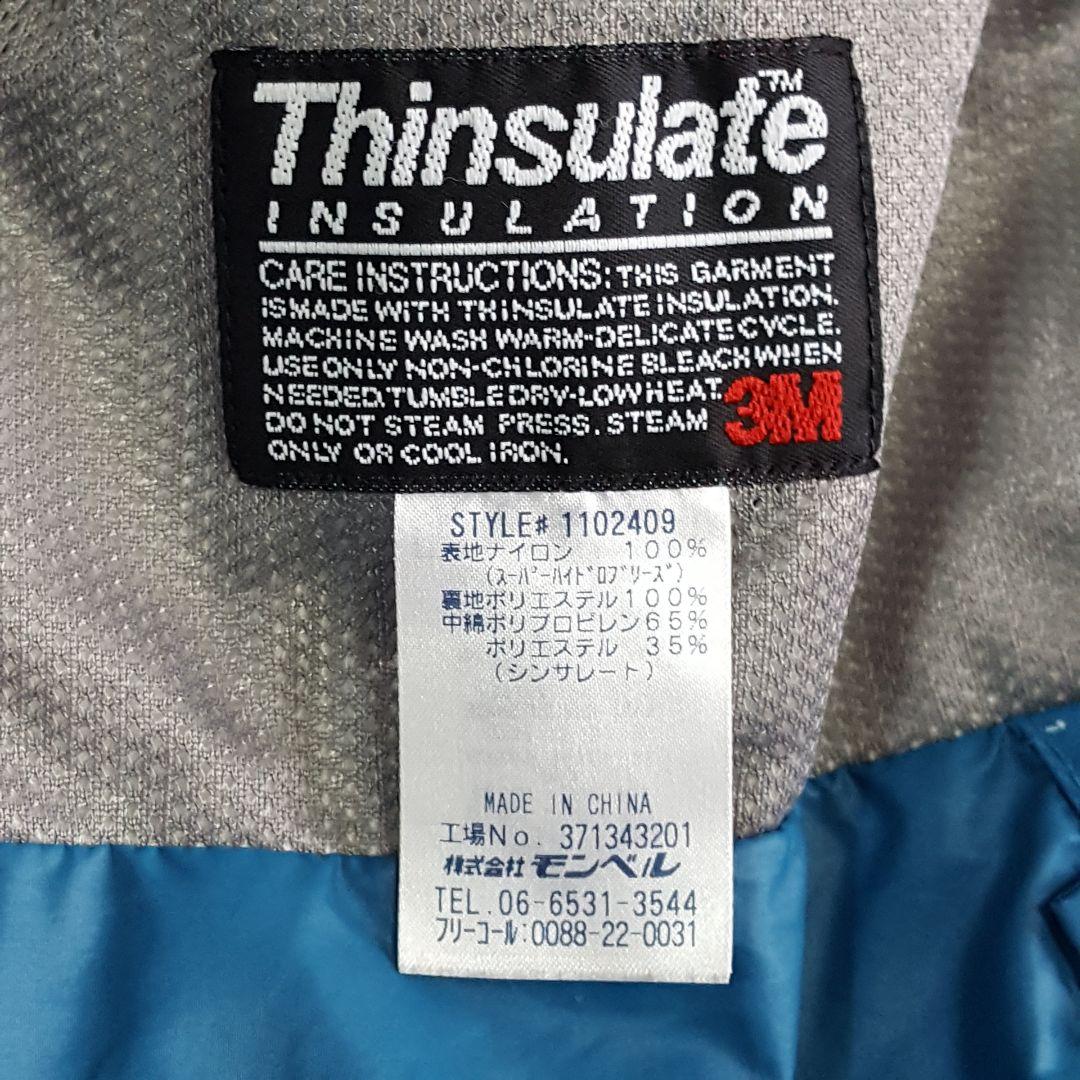 Thinsulate™
INSULATION
CARE INSTRUCTIONS: THIS GARMENT
IS MADE WITH THINSULATE INSULATION.
MACHINE WASH WARM-DELICATE CYCLE.
USE ONLY NON-CHLORINE BLEACH WHEN
NEEDED. TUMBLE DRY-LOW HEAT.
DO NOT STEAM PRESS. STEAM
ONLY OR COOL IRON.
3M
STYLE# 1102409
表地ナイロン 100%
(スーパーハイドロブリーズ)
裏地ポリエステル100%
中綿ポリプロピレン65%
ポリエステル 35%
(シンサレート)
MADE IN CHINA
工場No. 371343201
株式会社 モンベル
TEL.06-6531-3544
フリーコール:0088-22-0031